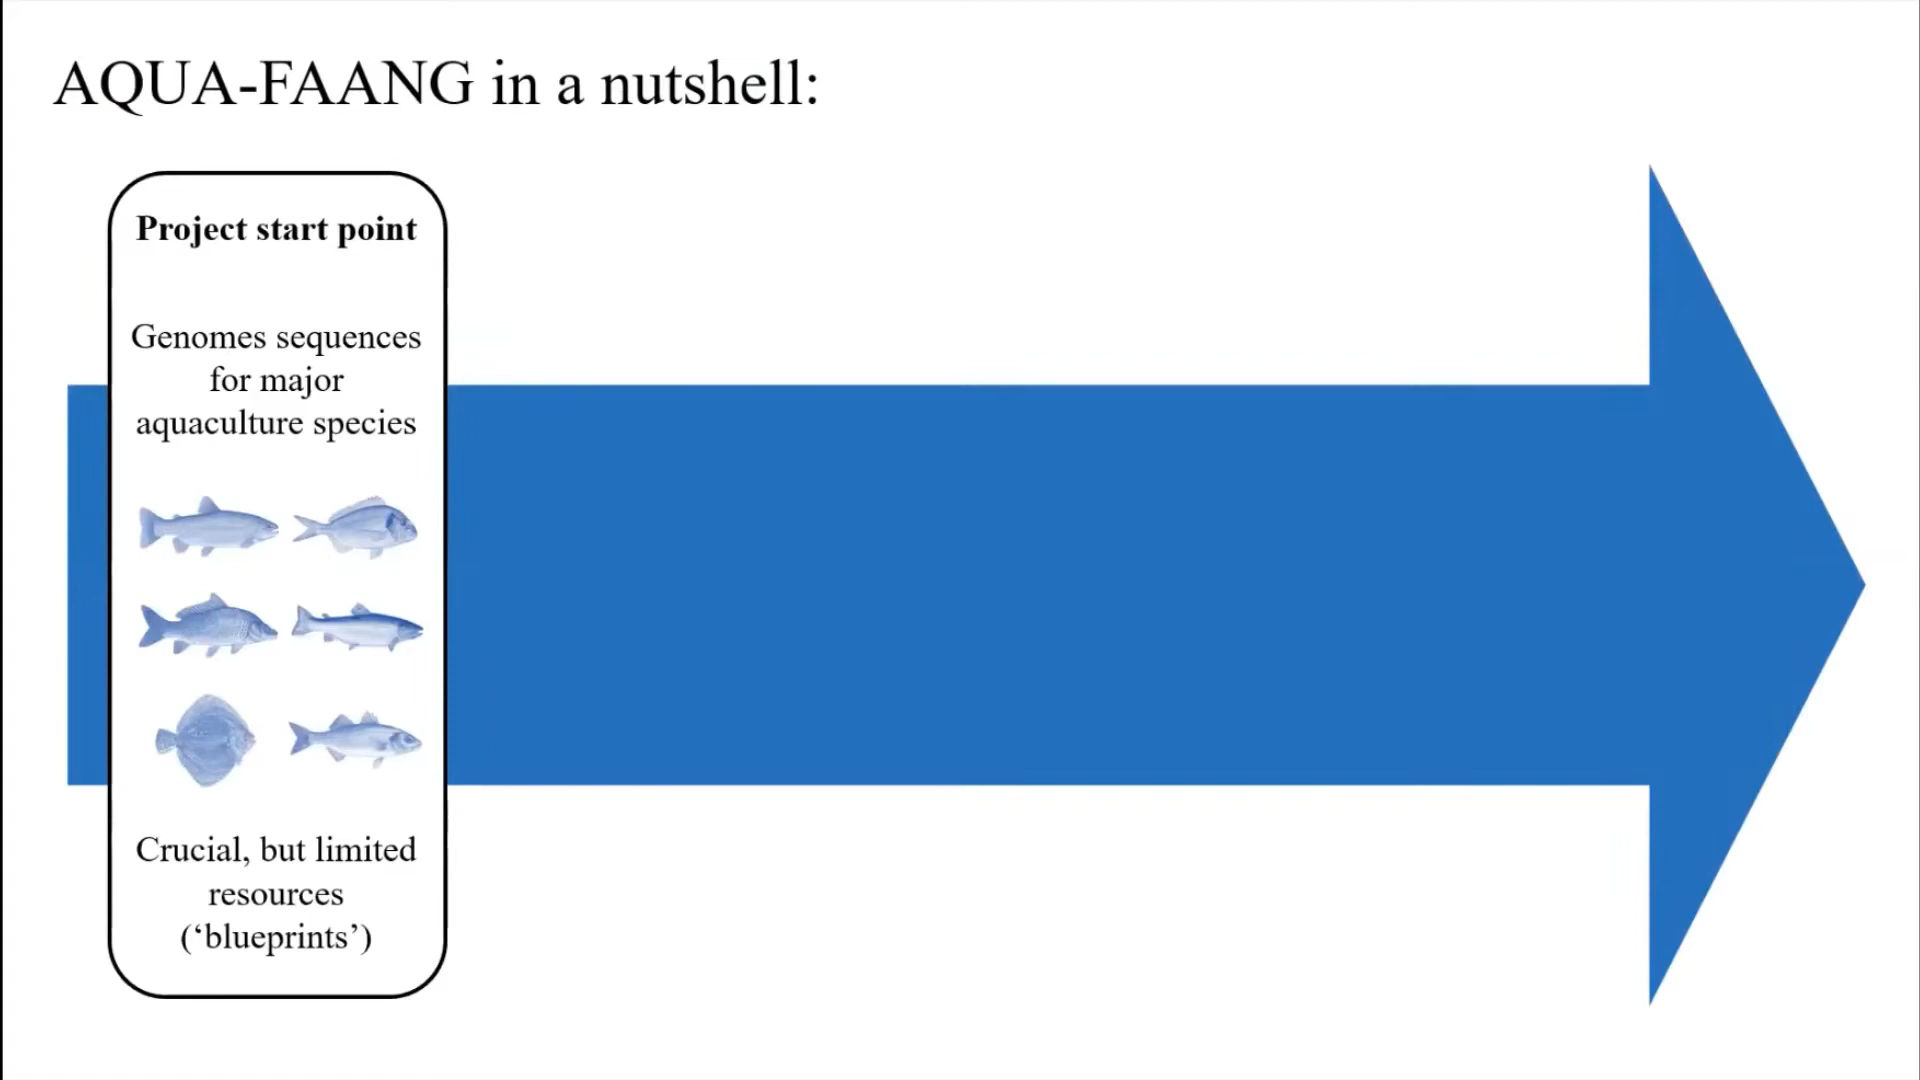 AQUA-FAANG in a nutshell:
Project start point
Genomes sequences
for major
aquaculture species
Crucial, but limited
resources
(‘blueprints’)